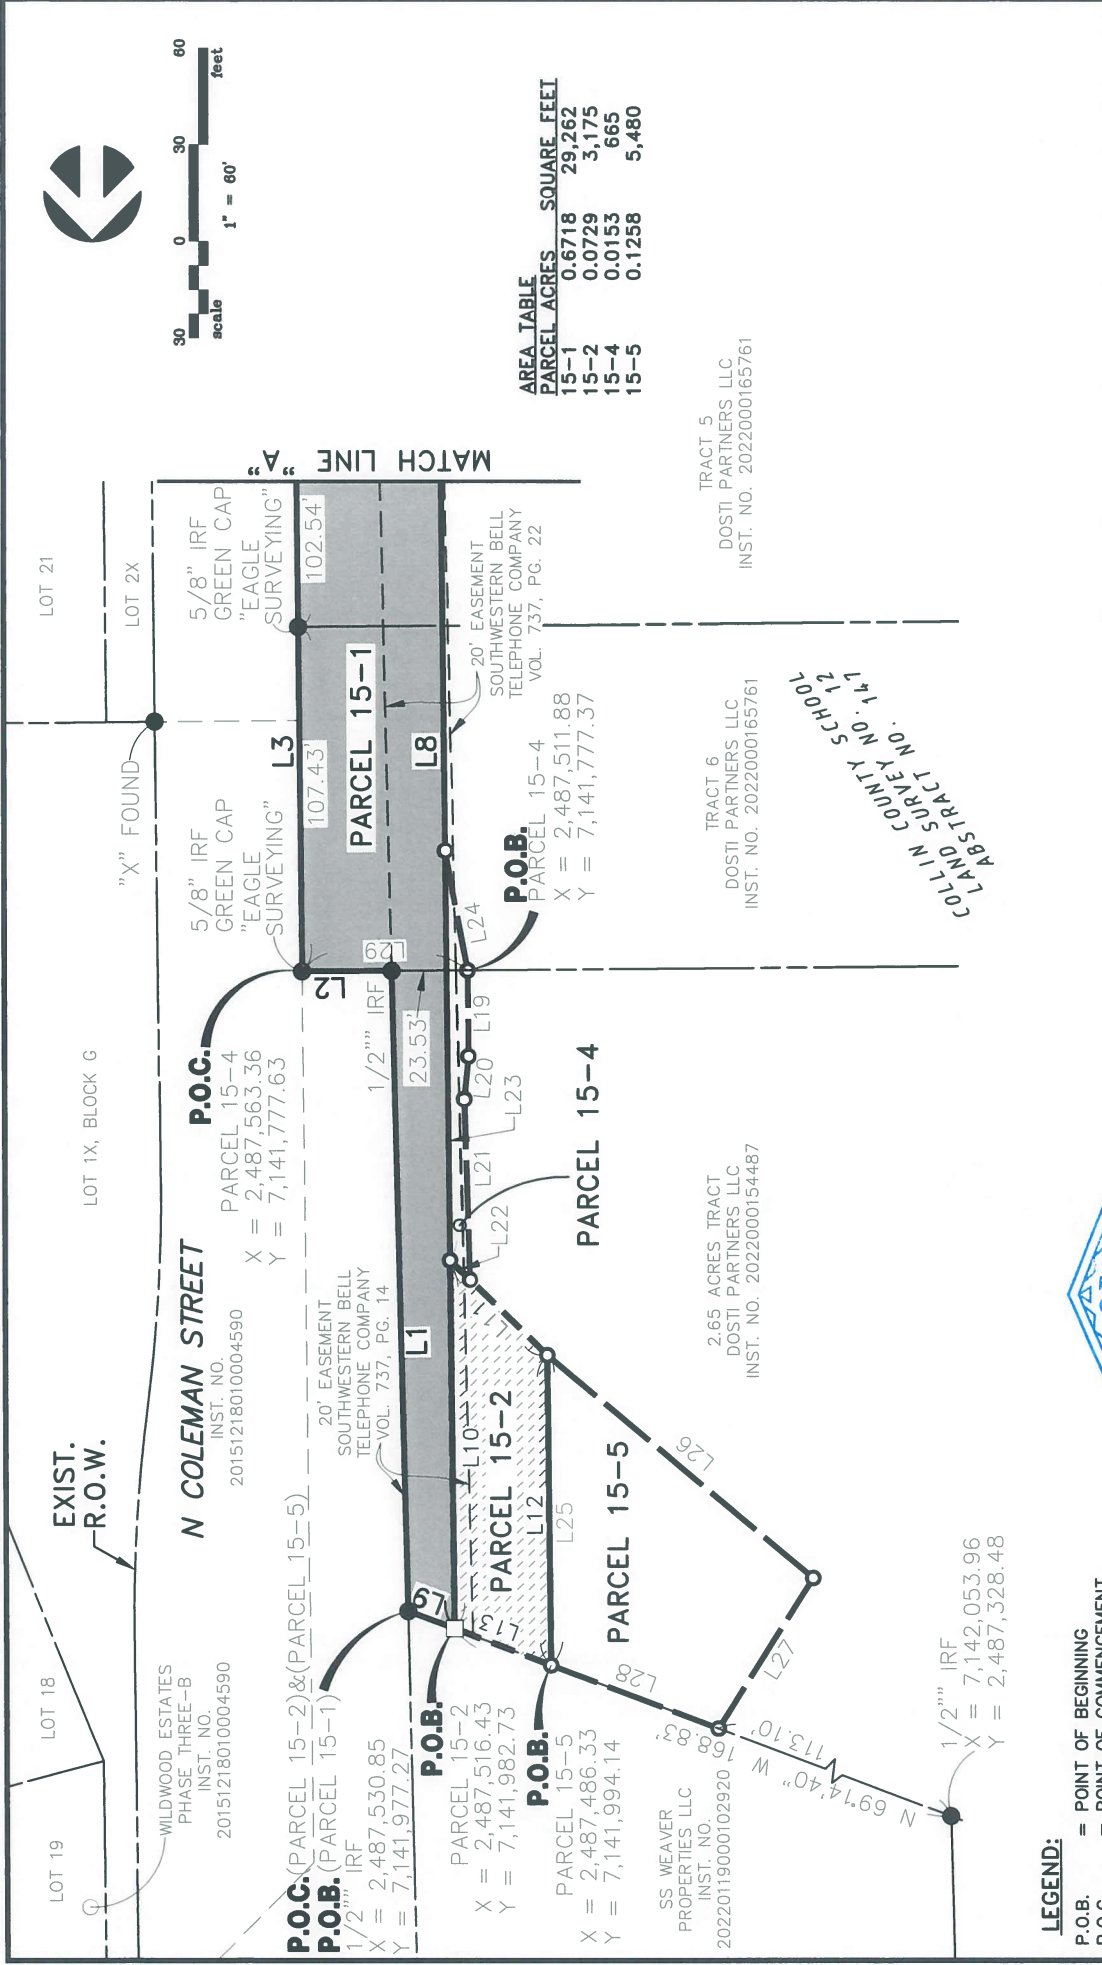 LOT 19
LOT 18
WILDWOOD ESTATES
PHASE THREE-B
INST. NO.
20151218010004590
EXIST.
R.O.W.
N COLEMAN STREET
INST. NO.
20151218010004590
LOT 1X, BLOCK G
"X" FOUND
LOT 21
LOT 2X
30
0
30
60
scale
1" = 60'
feet
P.O.C. (PARCEL 15-2)&(PARCEL 15-5)
P.O.B. (PARCEL 15-1)
1/2"" IRF
X = 2,487,530.85
Y = 7,141,977.27
P.O.B.
PARCEL 15-2
X = 2,487,516.43
Y = 7,141,982.73
P.O.B.
PARCEL 15-5
X = 2,487,486.33
Y = 7,141,994.14
SS WEAVER
PROPERTIES LLC
INST. NO.
20220119000102920
P.O.C.
PARCEL 15-4
X = 2,487,563.36
Y = 7,141,777.63
5/8" IRF
GREEN CAP
"EAGLE
SURVEYING"
5/8" IRF
GREEN CAP
"EAGLE
SURVEYING"
MATCH LINE "A"
L3
107.43'
102.54'
PARCEL 15-1
L2
L29
1/2"" IRF
23.53'
L8
L1
L9
20' EASEMENT
SOUTHWESTERN BELL
TELEPHONE COMPANY
VOL. 737, PG. 14
20' EASEMENT
SOUTHWESTERN BELL
TELEPHONE COMPANY
VOL. 737, PG. 22
P.O.B.
PARCEL 15-4
X = 2,487,511.88
Y = 7,141,777.37
L24
L19
L20
L23
L21
L22
PARCEL 15-4
L10
PARCEL 15-2
L12
L13
L25
PARCEL 15-5
L26
L27
L28
168.83'
N 69°14'40" W
113.10'
1/2"" IRF
X = 7,142,053.96
Y = 2,487,328.48
2.65 ACRES TRACT
DOSTI PARTNERS LLC
INST. NO. 2022000154487
TRACT 6
DOSTI PARTNERS LLC
INST. NO. 2022000165761
TRACT 5
DOSTI PARTNERS LLC
INST. NO. 2022000165761
COLLIN COUNTY SCHOOL
LAND SURVEY NO. 12
ABSTRACT NO. 147
AREA TABLE
PARCEL ACRES SQUARE FEET
15-1 0.6718 29,262
15-2 0.0729 3,175
15-4 0.0153 665
15-5 0.1258 5,480
LEGEND:
P.O.B. = POINT OF BEGINNING
P.O.C. = POINT OF COMMENCEMENT